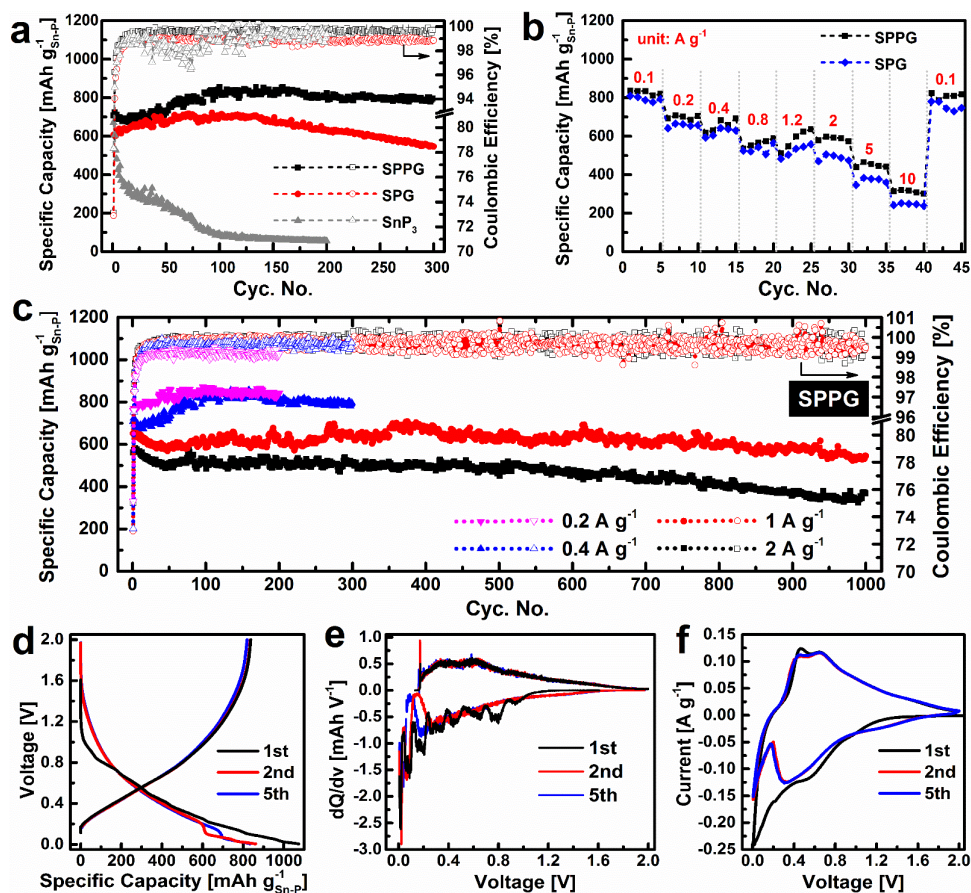 a
1200
1000
800
600
400
200
0
Specific Capacity [mAh g⁻¹Sn-P]
100
98
96
94
80
78
76
74
72
70
Coulombic Efficiency [%]
SPPG
SPG
SnP₃
0 50 75 100 150 200 250 300
Cyc. No.
b
1200
1000
800
600
400
200
0
Specific Capacity [mAh g⁻¹Sn-P]
unit: A g⁻¹
SPPG
SPG
0.1 0.2 0.4 0.8 1.2 2 5 10 0.1
0 5 10 15 20 25 30 35 40 45
Cyc. No.
c
1200
1000
800
600
400
200
0
Specific Capacity [mAh g⁻¹Sn-P]
101
100
99
98
97
96
80
78
76
74
72
70
Coulombic Efficiency [%]
SPPG
0.2 A g⁻¹ 1 A g⁻¹
0.4 A g⁻¹ 2 A g⁻¹
0 100 200 300 400 500 600 700 800 900 1000
Cyc. No.
d
2.0
1.6
1.2
0.8
0.4
0.0
Voltage [V]
1st
2nd
5th
0 200 400 600 800 1000
Specific Capacity [mAh g⁻¹Sn-P]
e
1.0
0.5
0.0
-0.5
-1.0
-1.5
-2.0
-2.5
-3.0
dQ/dv [mAh V⁻¹]
1st
2nd
5th
0.0 0.4 0.8 1.2 1.6 2.0
Voltage [V]
f
0.15
0.10
0.05
0.00
-0.05
-0.10
-0.15
-0.20
-0.25
Current [A g⁻¹]
1st
2nd
5th
0.0 0.4 0.8 1.2 1.6 2.0
Voltage [V]